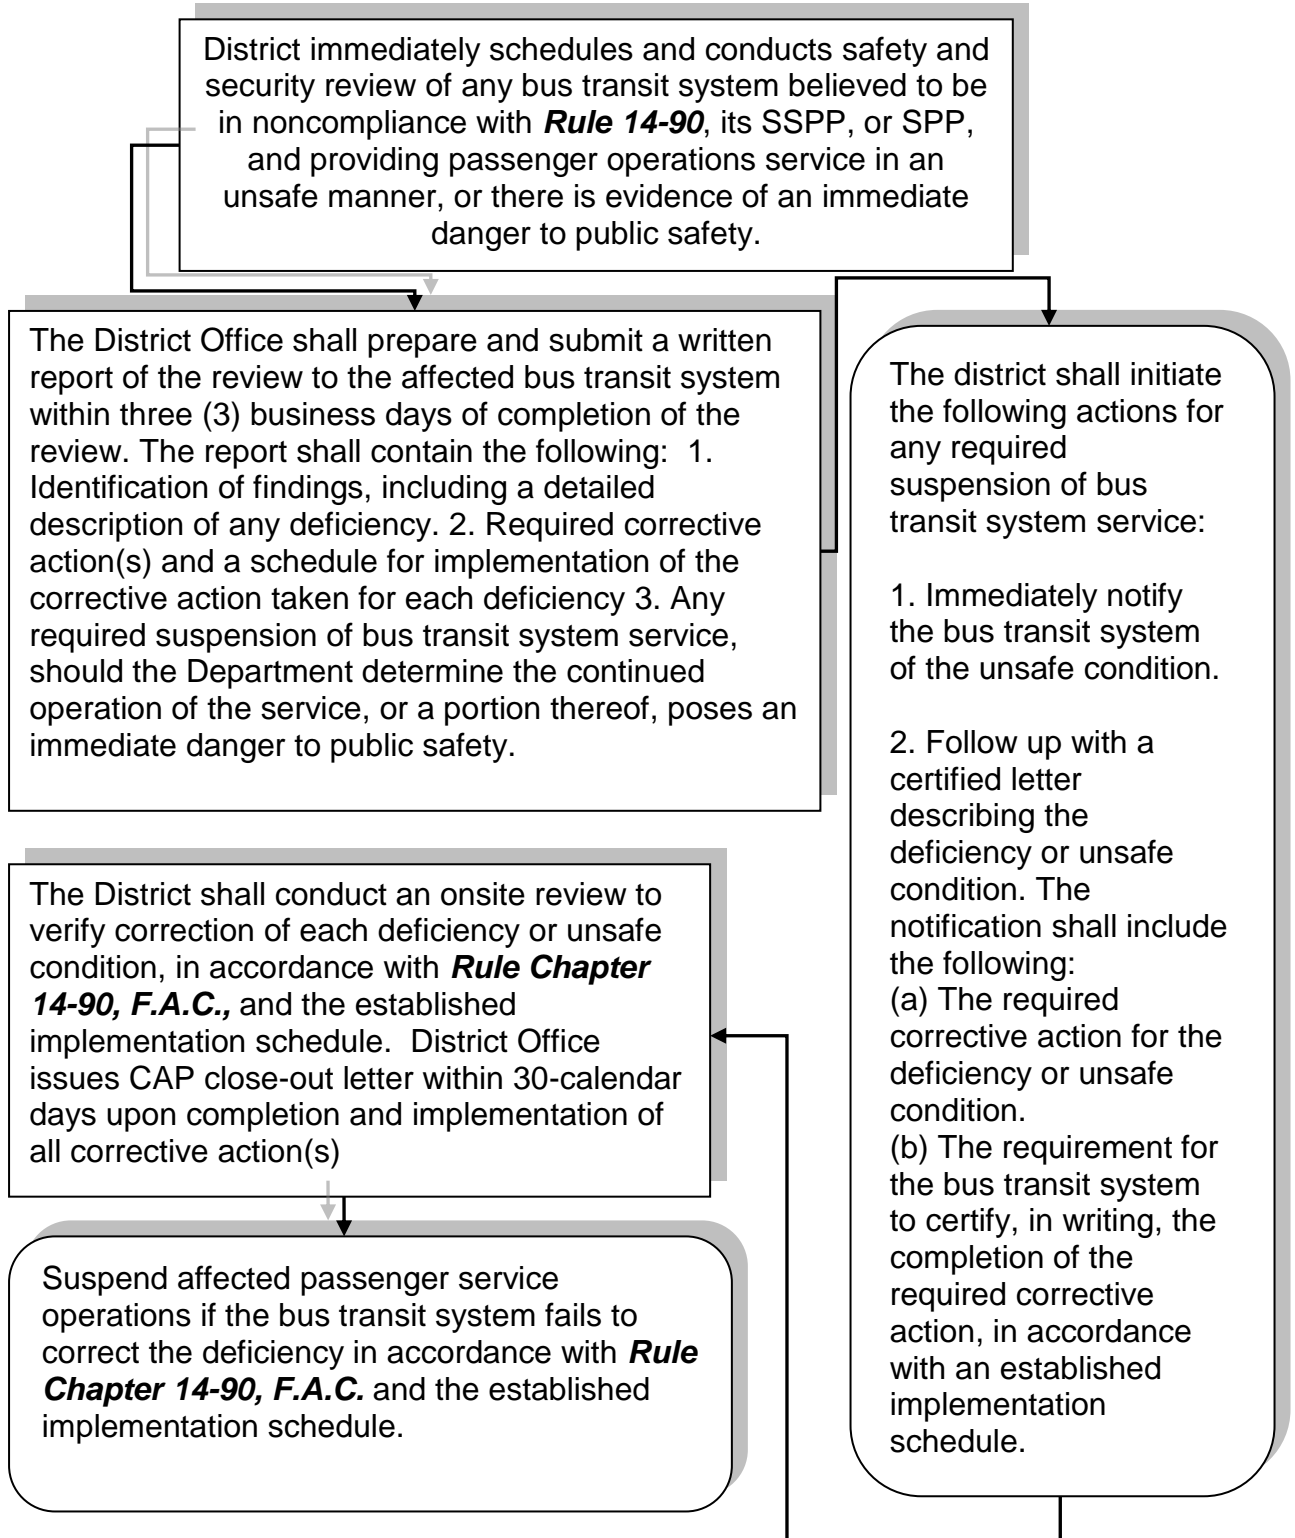 District immediately schedules and conducts safety and
security review of any bus transit system believed to be
in noncompliance with Rule 14-90, its SSPP, or SPP,
and providing passenger operations service in an
unsafe manner, or there is evidence of an immediate
danger to public safety.
The District Office shall prepare and submit a written
report of the review to the affected bus transit system
within three (3) business days of completion of the
review. The report shall contain the following:  1.
Identification of findings, including a detailed
description of any deficiency. 2. Required corrective
action(s) and a schedule for implementation of the
corrective action taken for each deficiency 3. Any
required suspension of bus transit system service,
should the Department determine the continued
operation of the service, or a portion thereof, poses an
immediate danger to public safety.
The district shall initiate
the following actions for
any required
suspension of bus
transit system service:
1. Immediately notify
the bus transit system
of the unsafe condition.
2. Follow up with a
certified letter
describing the
deficiency or unsafe
condition. The
notification shall include
the following:
(a) The required
corrective action for the
deficiency or unsafe
condition.
(b) The requirement for
the bus transit system
to certify, in writing, the
completion of the
required corrective
action, in accordance
with an established
implementation
schedule.
The District shall conduct an onsite review to
verify correction of each deficiency or unsafe
condition, in accordance with Rule Chapter
14-90, F.A.C., and the established
implementation schedule.  District Office
issues CAP close-out letter within 30-calendar
days upon completion and implementation of
all corrective action(s)
Suspend affected passenger service
operations if the bus transit system fails to
correct the deficiency in accordance with Rule
Chapter 14-90, F.A.C. and the established
implementation schedule.